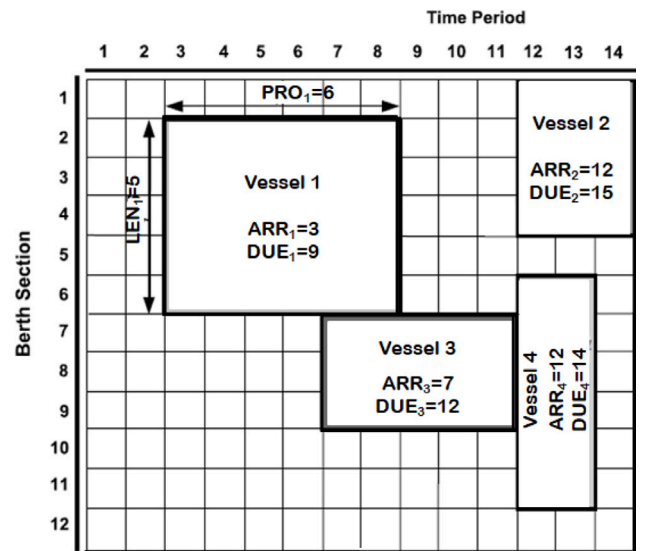 Time Period
1 2 3 4 5 6 7 8 9 10 11 12 13 14
Berth Section
1
2
3
4
5
6
7
8
9
10
11
12
PRO₁=6
LEN₁=5
Vessel 1
ARR₁=3
DUE₁=9
Vessel 2
ARR₂=12
DUE₂=15
Vessel 3
ARR₃=7
DUE₃=12
Vessel 4
ARR₄=12
DUE₄=14